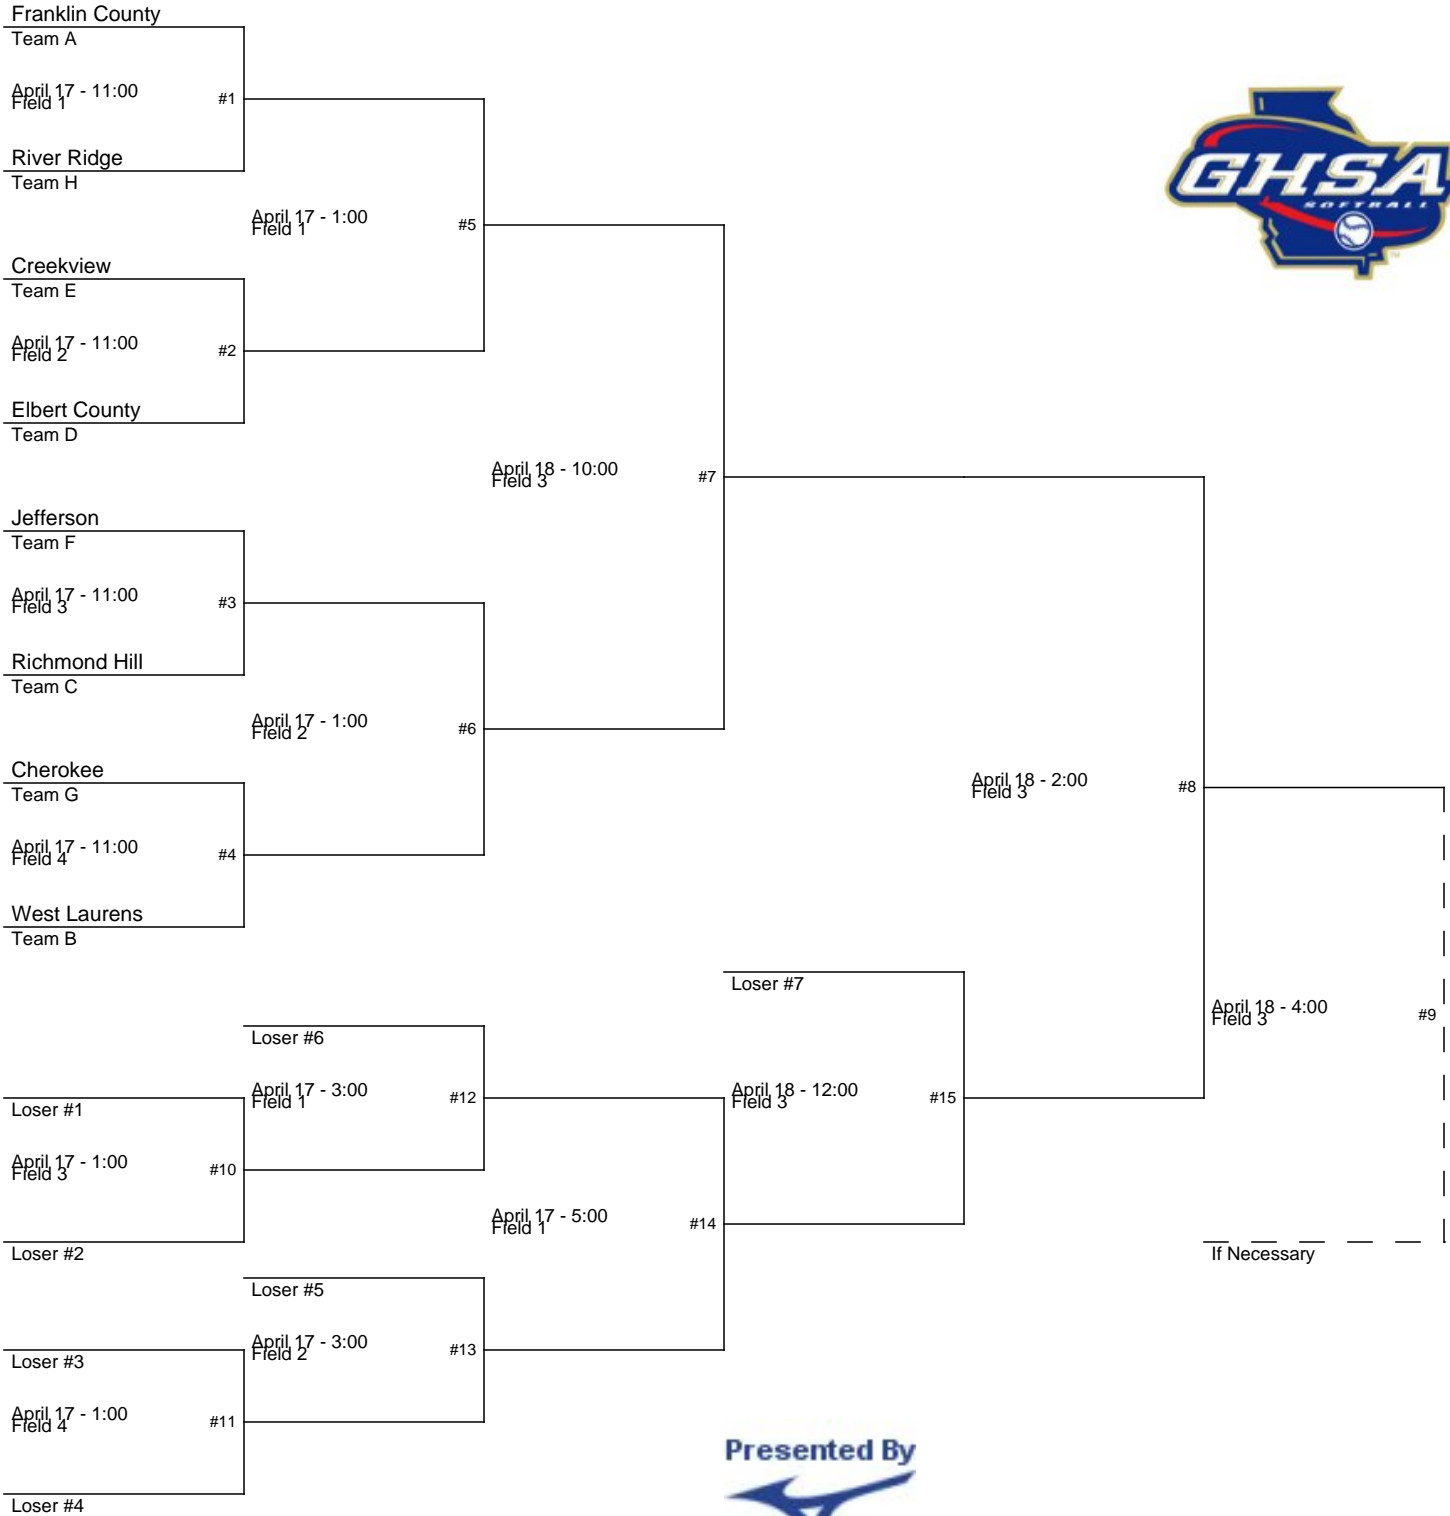 Franklin County
Team A
April 17 - 11:00
Field 1
#1
River Ridge
Team H
April 17 - 1:00
Field 1
#5
Creekview
Team E
April 17 - 11:00
Field 2
#2
Elbert County
Team D
April 18 - 10:00
Field 3
#7
Jefferson
Team F
April 17 - 11:00
Field 3
#3
Richmond Hill
Team C
April 17 - 1:00
Field 2
#6
Cherokee
Team G
April 17 - 11:00
Field 4
#4
West Laurens
Team B
April 18 - 2:00
Field 3
#8
Loser #7
April 18 - 4:00
Field 3
#9
Loser #6
April 17 - 3:00
Field 1
#12
April 18 - 12:00
Field 3
#15
Loser #1
April 17 - 1:00
Field 3
#10
Loser #2
April 17 - 5:00
Field 1
#14
If Necessary
Loser #5
April 17 - 3:00
Field 2
#13
Loser #3
April 17 - 1:00
Field 4
#11
Loser #4
GHSA
SOFTBALL
TM
Presented By